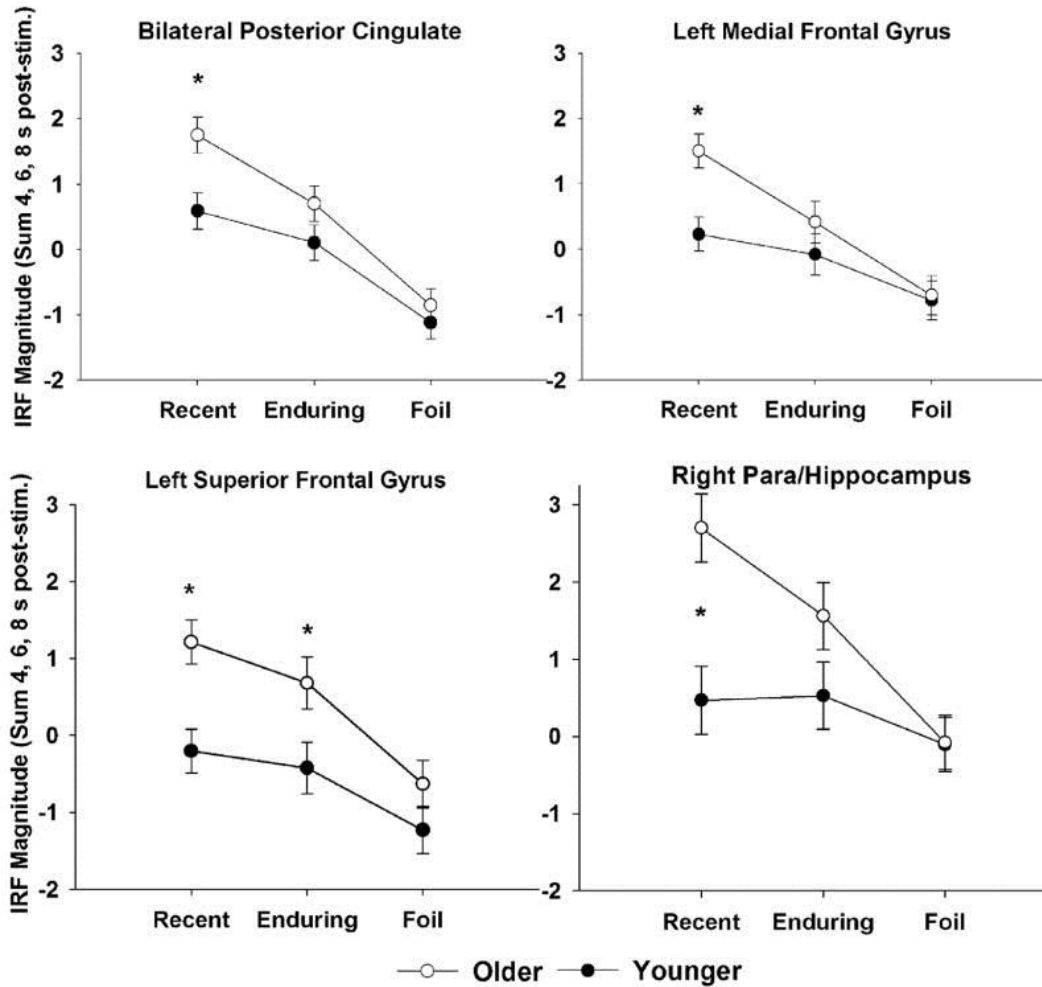 Bilateral Posterior Cingulate
IRF Magnitude (Sum 4, 6, 8 s post-stim.)
3
*
2
1
0
-1
-2
Recent Enduring Foil
Left Medial Frontal Gyrus
3
*
2
1
0
-1
-2
Recent Enduring Foil
Left Superior Frontal Gyrus
IRF Magnitude (Sum 4, 6, 8 s post-stim.)
3
2
* *
1
0
-1
-2
Recent Enduring Foil
Right Para/Hippocampus
3
2
*
1
0
-1
-2
Recent Enduring Foil
Older Younger